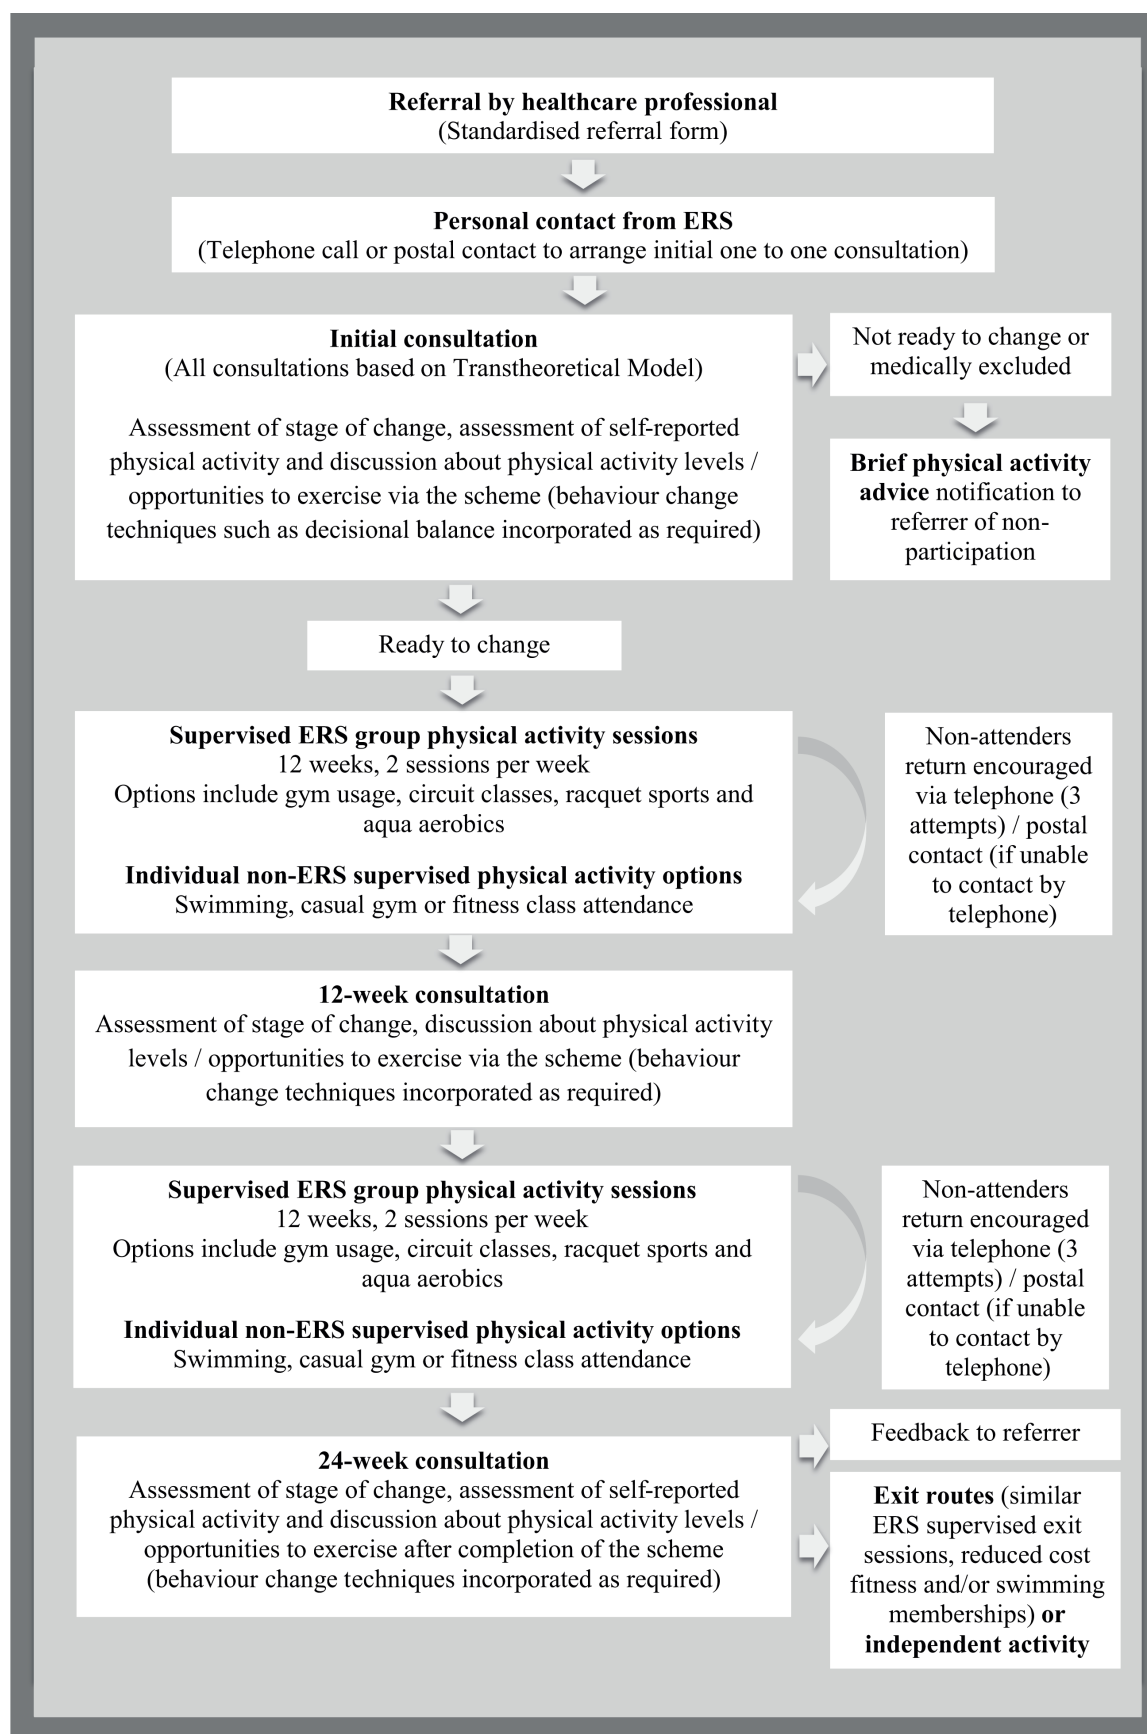 Referral by healthcare professional
(Standardised referral form)
Personal contact from ERS
(Telephone call or postal contact to arrange initial one to one consultation)
Initial consultation
(All consultations based on Transtheoretical Model)
Assessment of stage of change, assessment of self-reported
physical activity and discussion about physical activity levels /
opportunities to exercise via the scheme (behaviour change
techniques such as decisional balance incorporated as required)
Not ready to change or
medically excluded
Brief physical activity
advice notification to
referrer of non-
participation
Ready to change
Supervised ERS group physical activity sessions
12 weeks, 2 sessions per week
Options include gym usage, circuit classes, racquet sports and
aqua aerobics
Individual non-ERS supervised physical activity options
Swimming, casual gym or fitness class attendance
Non-attenders
return encouraged
via telephone (3
attempts) / postal
contact (if unable
to contact by
telephone)
12-week consultation
Assessment of stage of change, discussion about physical activity
levels / opportunities to exercise via the scheme (behaviour
change techniques incorporated as required)
Supervised ERS group physical activity sessions
12 weeks, 2 sessions per week
Options include gym usage, circuit classes, racquet sports and
aqua aerobics
Individual non-ERS supervised physical activity options
Swimming, casual gym or fitness class attendance
Non-attenders
return encouraged
via telephone (3
attempts) / postal
contact (if unable
to contact by
telephone)
24-week consultation
Assessment of stage of change, assessment of self-reported
physical activity and discussion about physical activity levels /
opportunities to exercise after completion of the scheme
(behaviour change techniques incorporated as required)
Feedback to referrer
Exit routes (similar
ERS supervised exit
sessions, reduced cost
fitness and/or swimming
memberships) or
independent activity